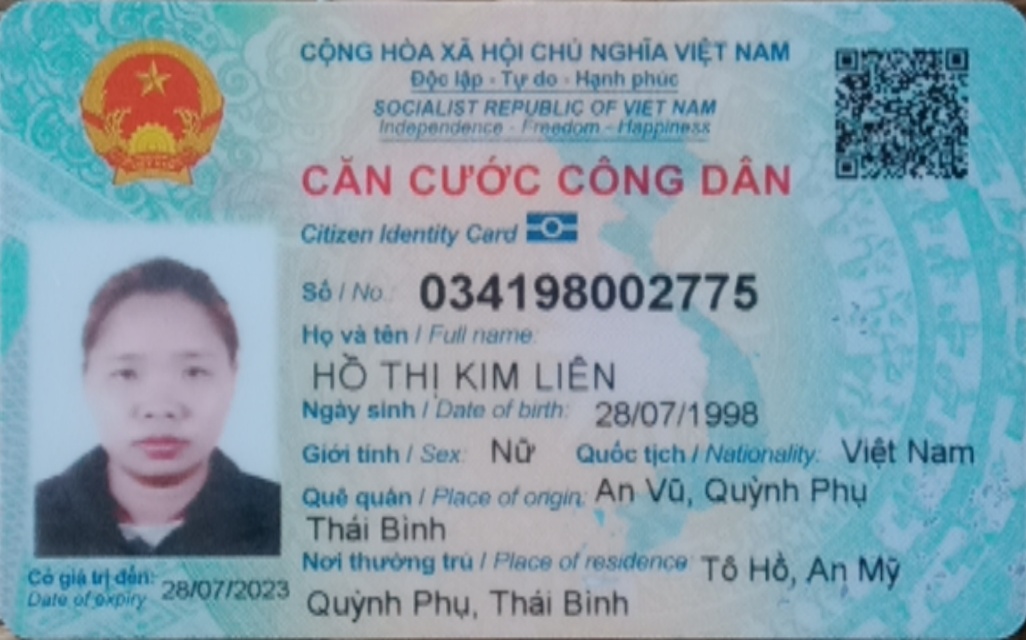 CỘNG HÒA XÃ HỘI CHỦ NGHĨA VIỆT NAM
Độc lập - Tự do - Hạnh phúc
SOCIALIST REPUBLIC OF VIET NAM
Independence - Freedom - Happiness
CĂN CƯỚC CÔNG DÂN
Citizen Identity Card
Số / No.: 034198002775
Họ và tên / Full name:
HỒ THỊ KIM LIÊN
Ngày sinh / Date of birth: 28/07/1998
Giới tính / Sex: Nữ Quốc tịch / Nationality: Việt Nam
Quê quán / Place of origin: An Vũ, Quỳnh Phụ
Thái Bình
Nơi thường trú / Place of residence: Tô Hồ, An Mỹ
Quỳnh Phụ, Thái Bình
Có giá trị đến: 28/07/2023
Date of expiry